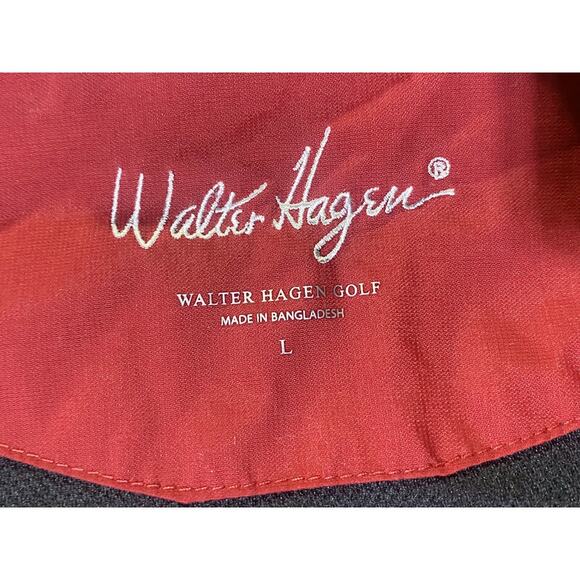 Walter Hagen®
WALTER HAGEN GOLF
MADE IN BANGLADESH
L